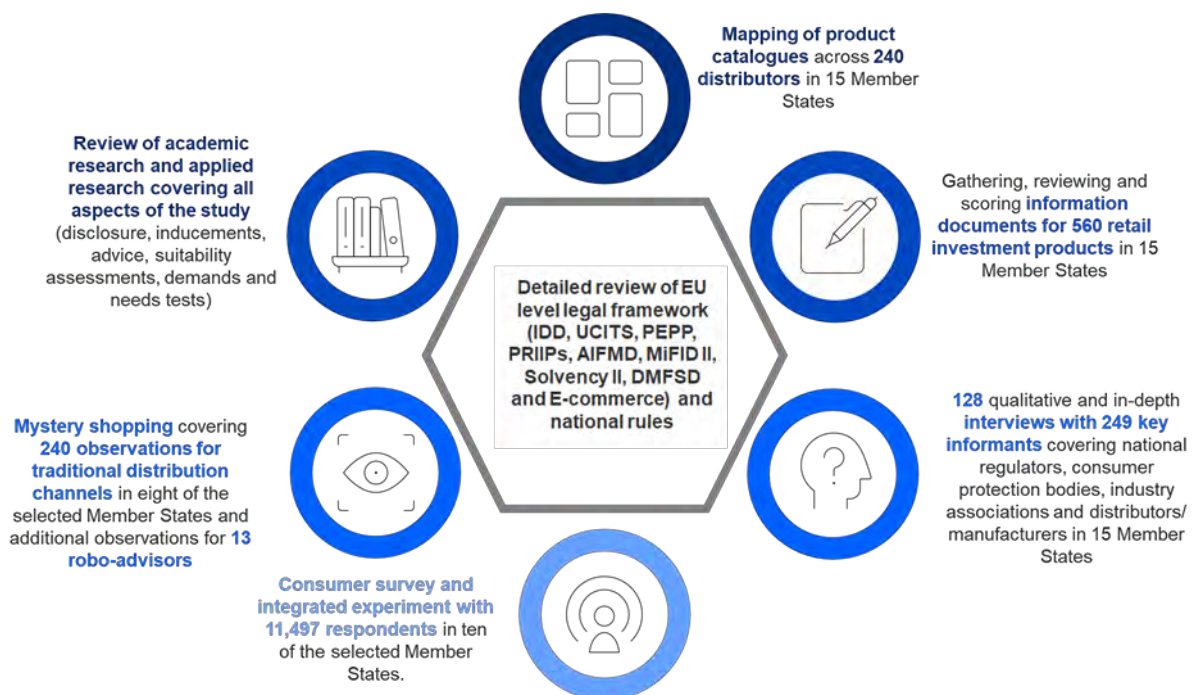 Mapping of product
catalogues across 240
distributors in 15 Member
States
Review of academic
research and applied
research covering all
aspects of the study
(disclosure, inducements,
advice, suitability
assessments, demands and
needs tests)
Gathering, reviewing and
scoring information
documents for 560 retail
investment products in 15
Member States
Detailed review of EU
level legal framework
(IDD, UCITS, PEPP,
PRIIPs, AIFMD, MiFID II,
Solvency II, DMFSD
and E-commerce) and
national rules
Mystery shopping covering
240 observations for
traditional distribution
channels in eight of the
selected Member States and
additional observations for 13
robo-advisors
128 qualitative and in-depth
interviews with 249 key
informants covering national
regulators, consumer
protection bodies, industry
associations and distributors/
manufacturers in 15 Member
States
Consumer survey and
integrated experiment with
11,497 respondents in ten
of the selected Member
States.